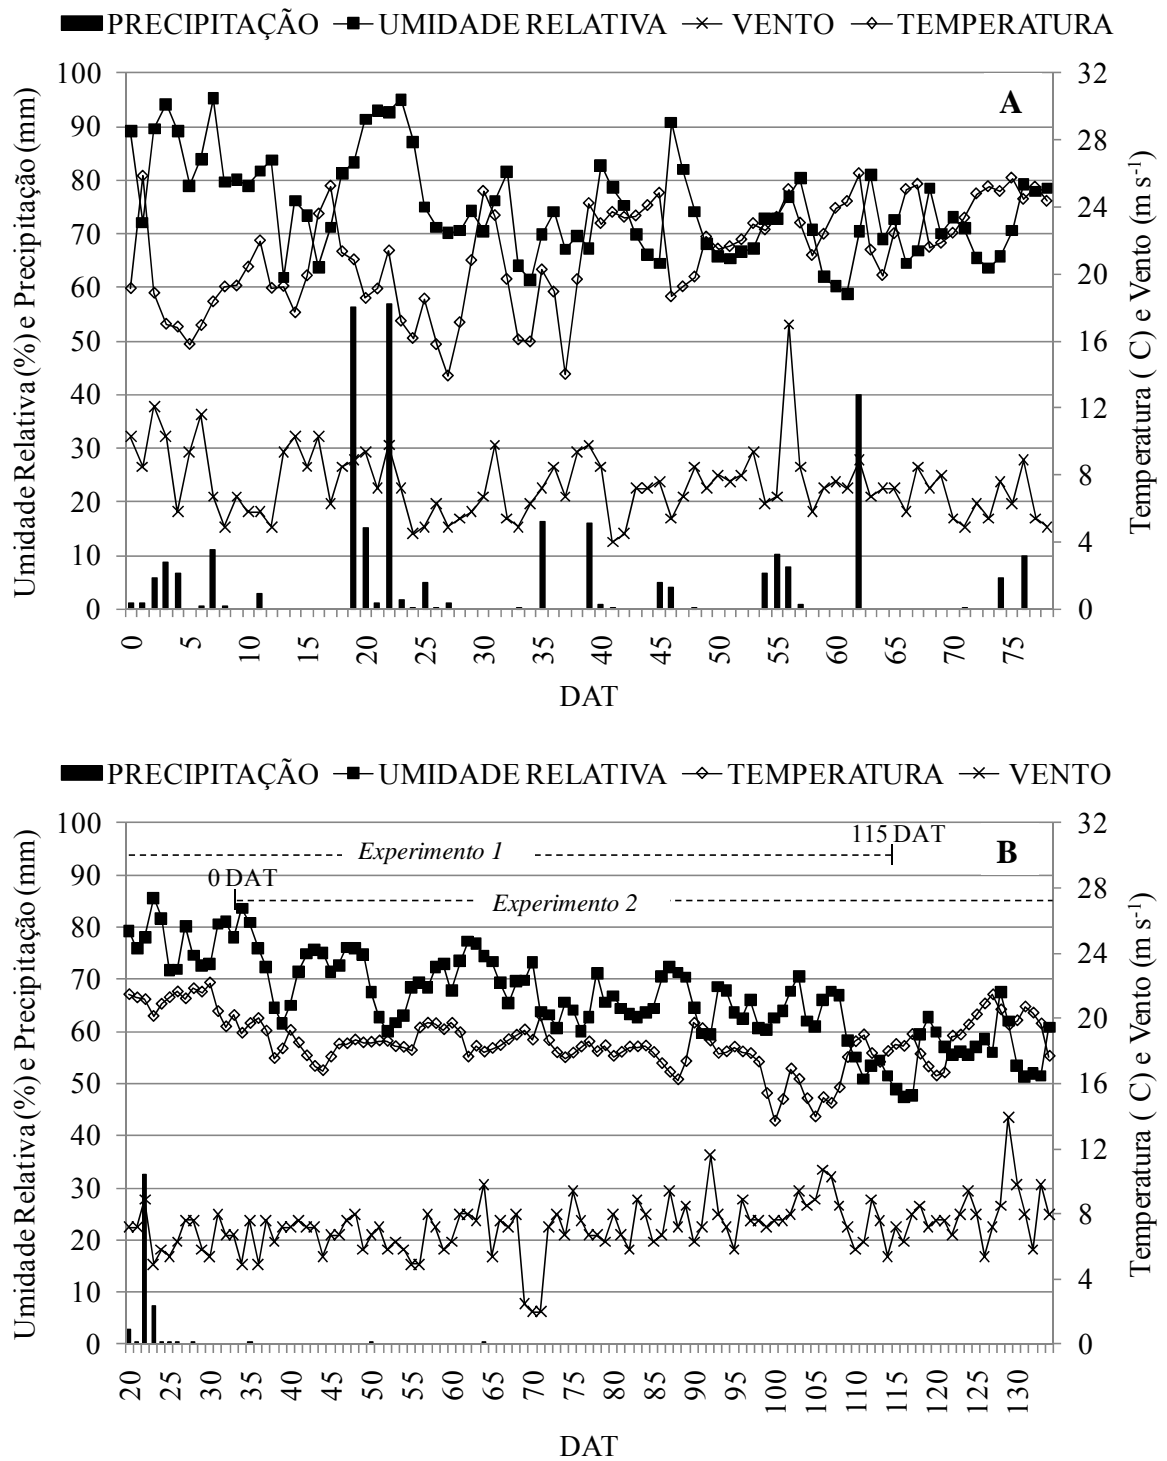 PRECIPITAÇÃO UMIDADE RELATIVA VENTO TEMPERATURA
A
Umidade Relativa (%) e Precipitação (mm)
100
90
80
70
60
50
40
30
20
10
0
32
28
24
20
16
12
8
4
0
Temperatura ( C) e Vento (m s-1)
0 5 10 15 20 25 30 35 40 45 50 55 60 65 70 75
DAT
PRECIPITAÇÃO UMIDADE RELATIVA TEMPERATURA VENTO
115 DAT
B
Experimento 1
0 DAT
Experimento 2
Umidade Relativa (%) e Precipitação (mm)
100
90
80
70
60
50
40
30
20
10
0
32
28
24
20
16
12
8
4
0
Temperatura ( C) e Vento (m s-1)
20 25 30 35 40 45 50 55 60 65 70 75 80 85 90 95 100 105 110 115 120 125 130
DAT